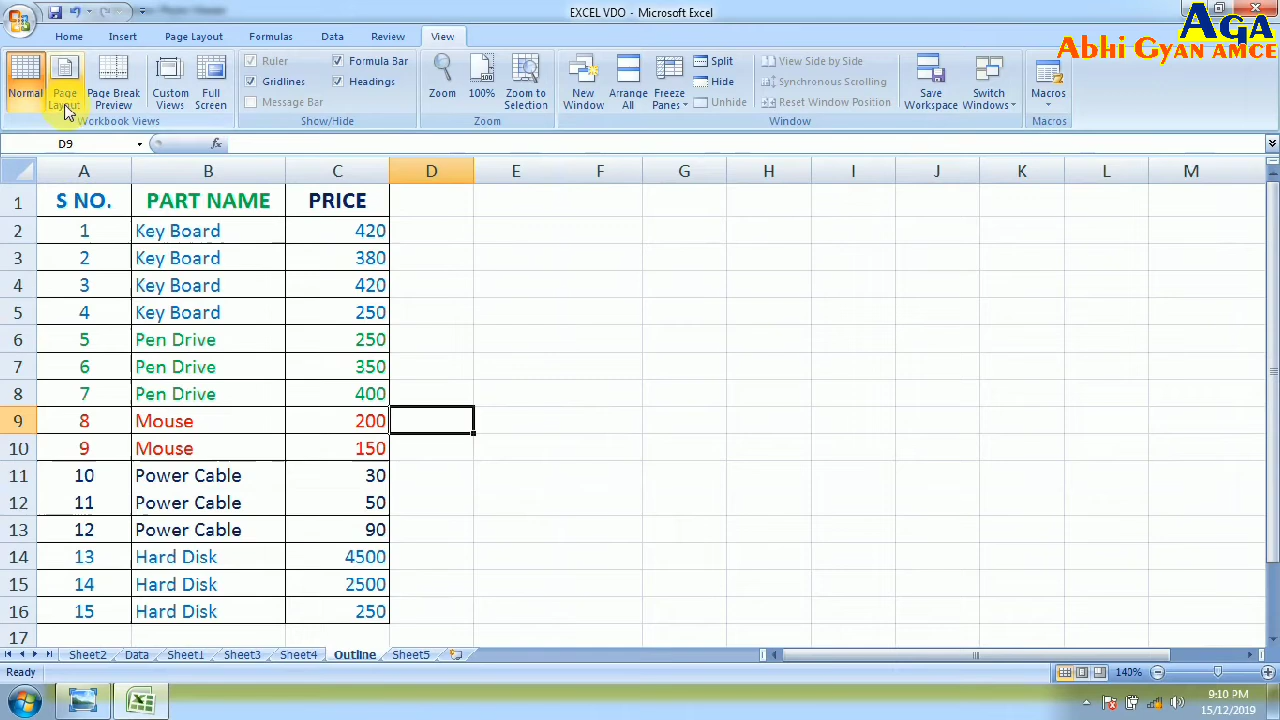 EXCEL VDO - Microsoft Excel
AGA
Abhi Gyan AMCE
Home Insert Page Layout Formulas Data Review View
Normal
Page Layout
Page Break Preview
Custom Views
Full Screen
Workbook Views
Ruler
Gridlines
Message Bar
Formula Bar
Headings
Show/Hide
Zoom
100%
Zoom to Selection
Zoom
New Window
Arrange All
Freeze Panes
Split
Hide
Unhide
View Side by Side
Synchronous Scrolling
Reset Window Position
Window
Save Workspace
Switch Windows
Macros
Macros
D9 fx
A B C D E F G H I J K L M
1 S NO. PART NAME PRICE
2 1 Key Board 420
3 2 Key Board 380
4 3 Key Board 420
5 4 Key Board 250
6 5 Pen Drive 250
7 6 Pen Drive 350
8 7 Pen Drive 400
9 8 Mouse 200
10 9 Mouse 150
11 10 Power Cable 30
12 11 Power Cable 50
13 12 Power Cable 90
14 13 Hard Disk 4500
15 14 Hard Disk 2500
16 15 Hard Disk 250
17
Sheet2 Data Sheet1 Sheet3 Sheet4 Outline Sheet5
Ready 140%
9:10 PM
15/12/2019